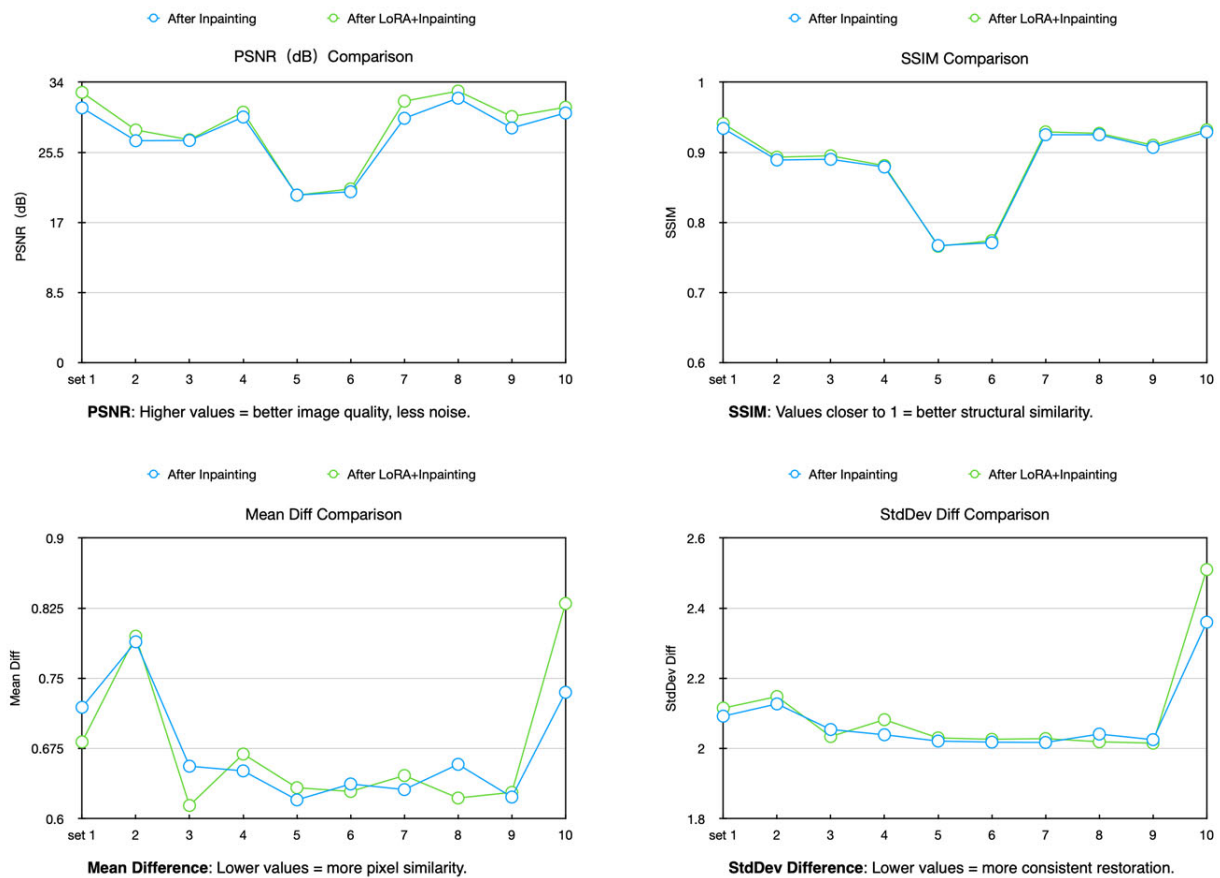 After Inpainting After LoRA+Inpainting
PSNR（dB）Comparison
34
25.5
17
8.5
0
PSNR（dB）
set 1 2 3 4 5 6 7 8 9 10
PSNR: Higher values = better image quality, less noise.
After Inpainting After LoRA+Inpainting
SSIM Comparison
1
0.9
0.8
0.7
0.6
SSIM
set 1 2 3 4 5 6 7 8 9 10
SSIM: Values closer to 1 = better structural similarity.
After Inpainting After LoRA+Inpainting
Mean Diff Comparison
0.9
0.825
0.75
0.675
0.6
Mean Diff
set 1 2 3 4 5 6 7 8 9 10
Mean Difference: Lower values = more pixel similarity.
After Inpainting After LoRA+Inpainting
StdDev Diff Comparison
2.6
2.4
2.2
2
1.8
StdDev Diff
set 1 2 3 4 5 6 7 8 9 10
StdDev Difference: Lower values = more consistent restoration.